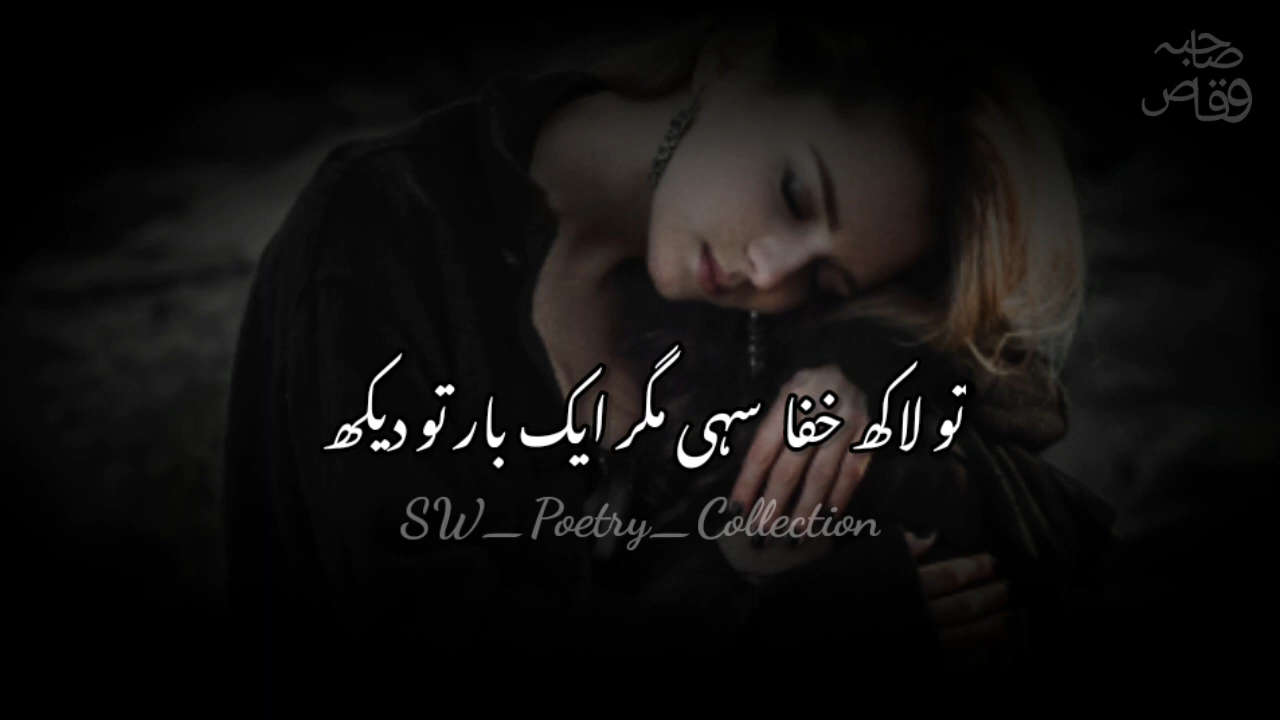 صاحبہ
وقاص
تو لاکھ خفا سہی مگر ایک بار تو دیکھ
SW_Poetry_Collection